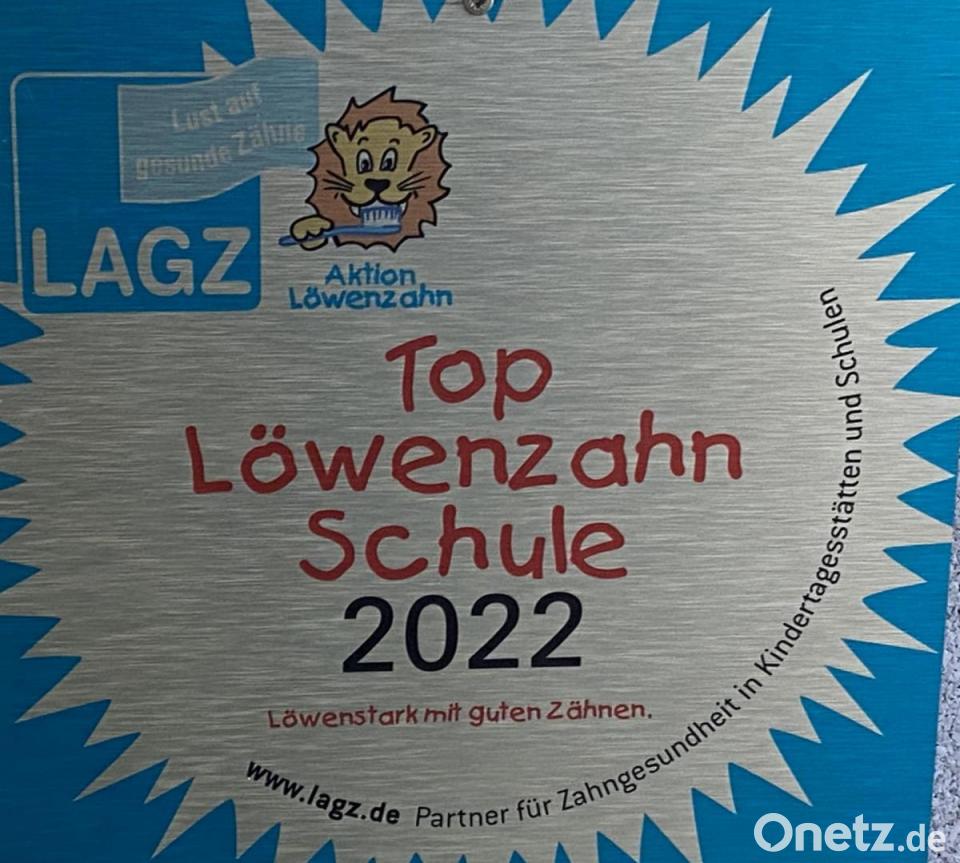 Lust auf
gesunde Zähne
LAGZ
Aktion
Löwenzahn
Top
Löwenzahn
Schule
2022
Löwenstark mit guten Zähnen.
www.lagz.de Partner für Zahngesundheit in Kindertagesstätten und Schulen
Onetz.de